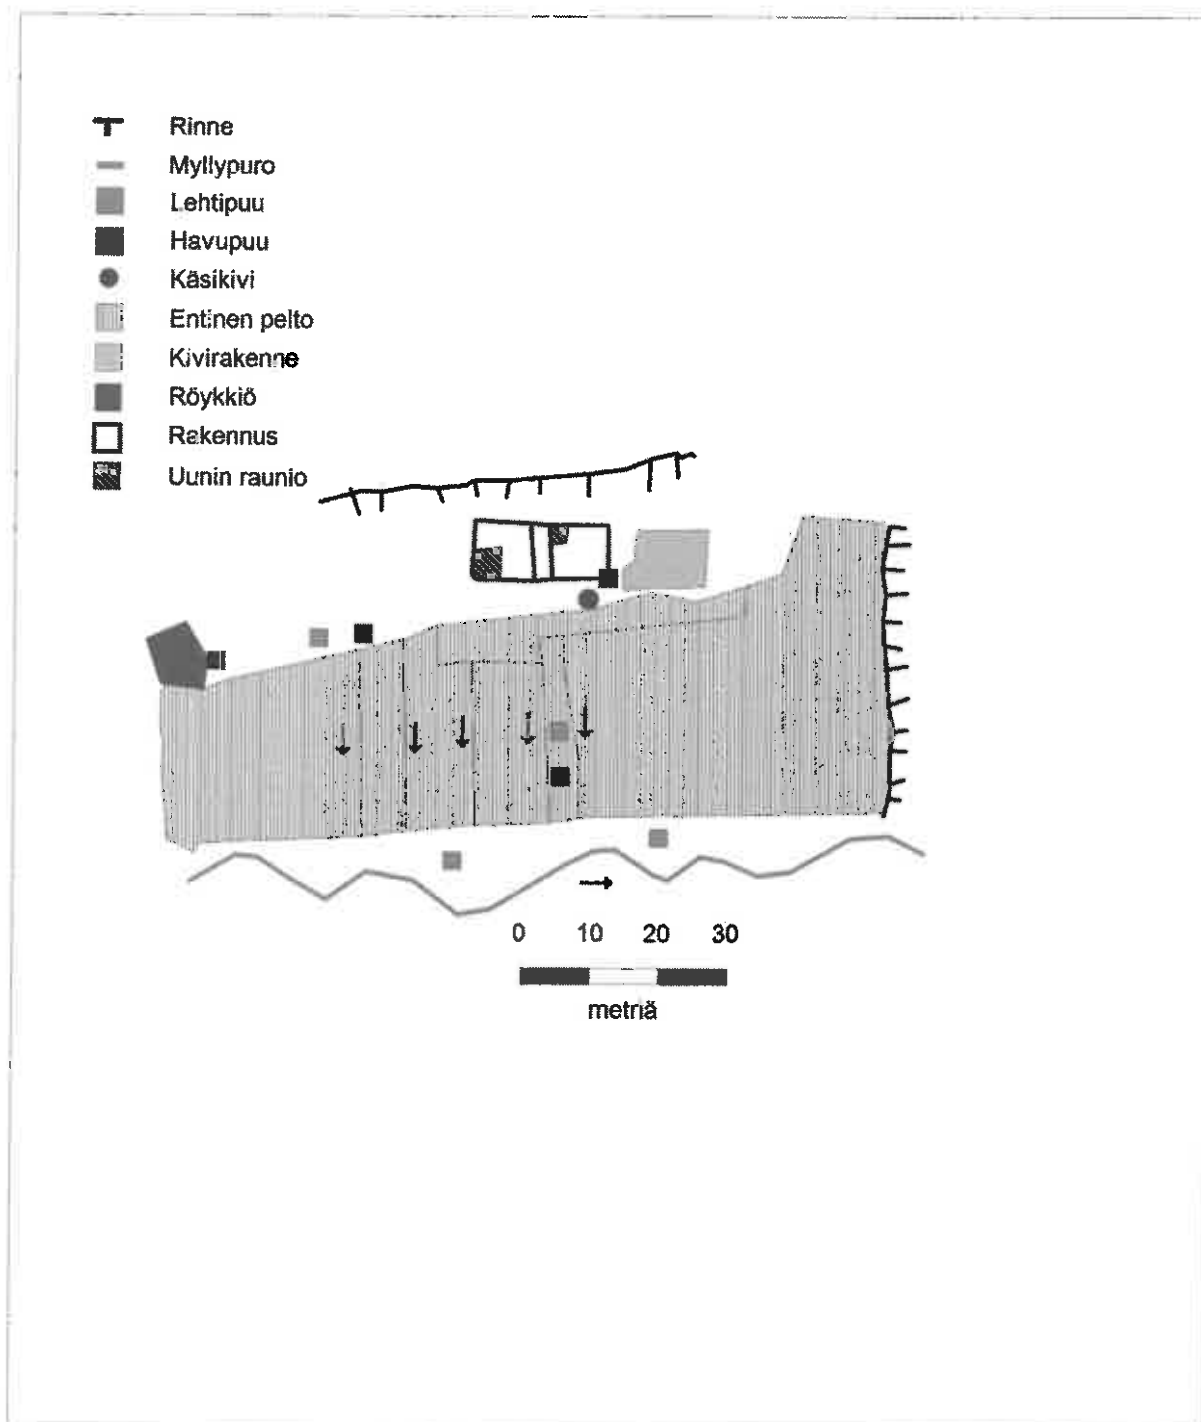 Rinne
Myllypuro
Lehtipuu
Havupuu
Käsikivi
Entinen pelto
Kivirakenne
Röykkiö
Rakennus
Uunin raunio
0 10 20 30
metriä